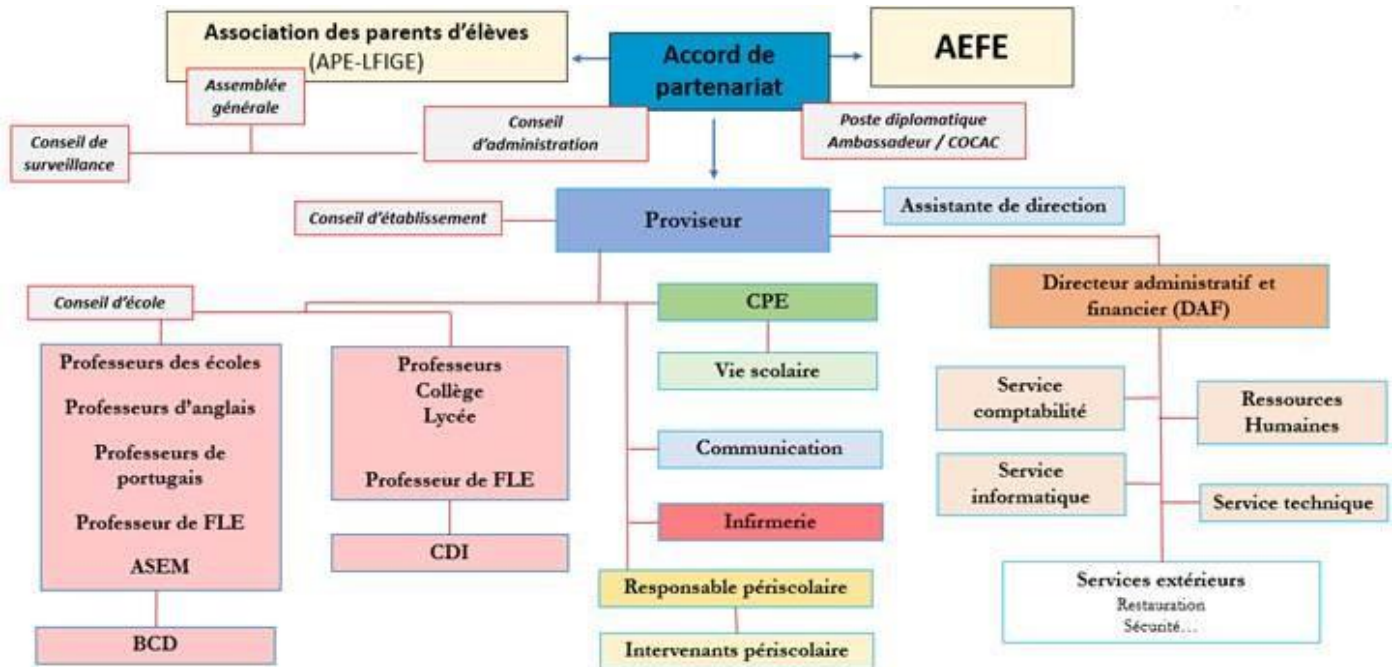 Association des parents d'élèves
(APE-LFIGE)
Accord de
partenariat
AEFE
Assemblée
générale
Conseil de
surveillance
Conseil
d'administration
Poste diplomatique
Ambassadeur / COCAC
Conseil d'établissement
Proviseur
Assistante de direction
Conseil d'école
CPE
Directeur administratif et
financier (DAF)
Professeurs des écoles
Professeurs d'anglais
Professeurs de
portugais
Professeur de FLE
ASEM
BCD
Professeurs
Collège
Lycée
Professeur de FLE
CDI
Vie scolaire
Communication
Infirmerie
Responsable périscolaire
Intervenants périscolaire
Service
comptabilité
Ressources
Humaines
Service
informatique
Service technique
Services extérieurs
Restauration
Sécurité…